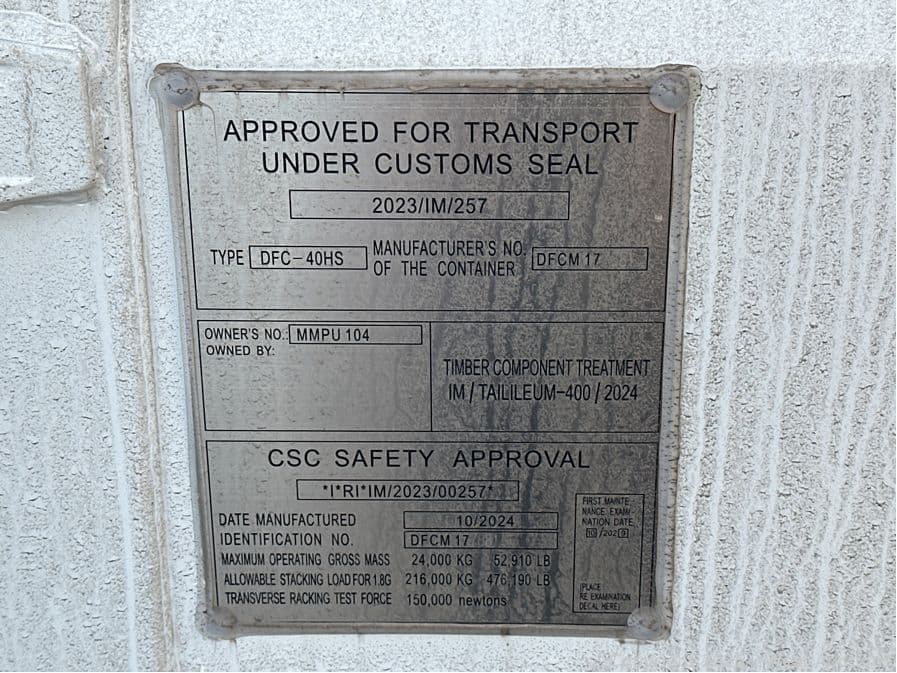 APPROVED FOR TRANSPORT
UNDER CUSTOMS SEAL
2023/IM/257
TYPE DFC-40HS MANUFACTURER'S NO. OF THE CONTAINER DFCM 17
OWNER'S NO.: MMPU 104
OWNED BY:
TIMBER COMPONENT TREATMENT
IM / TAILILEUM-400 / 2024
CSC SAFETY APPROVAL
*I*RI*IM/2023/00257*
DATE MANUFACTURED 10/2024
IDENTIFICATION NO. DFCM 17
MAXIMUM OPERATING GROSS MASS 24,000 KG 52,910 LB
ALLOWABLE STACKING LOAD FOR 1.8G 216,000 KG 476,190 LB
TRANSVERSE RACKING TEST FORCE 150,000 newtons
FIRST MAINTE-
NANCE EXAMI-
NATION DATE
10/2029
(PLACE
RE EXAMINATION
DECAL HERE)